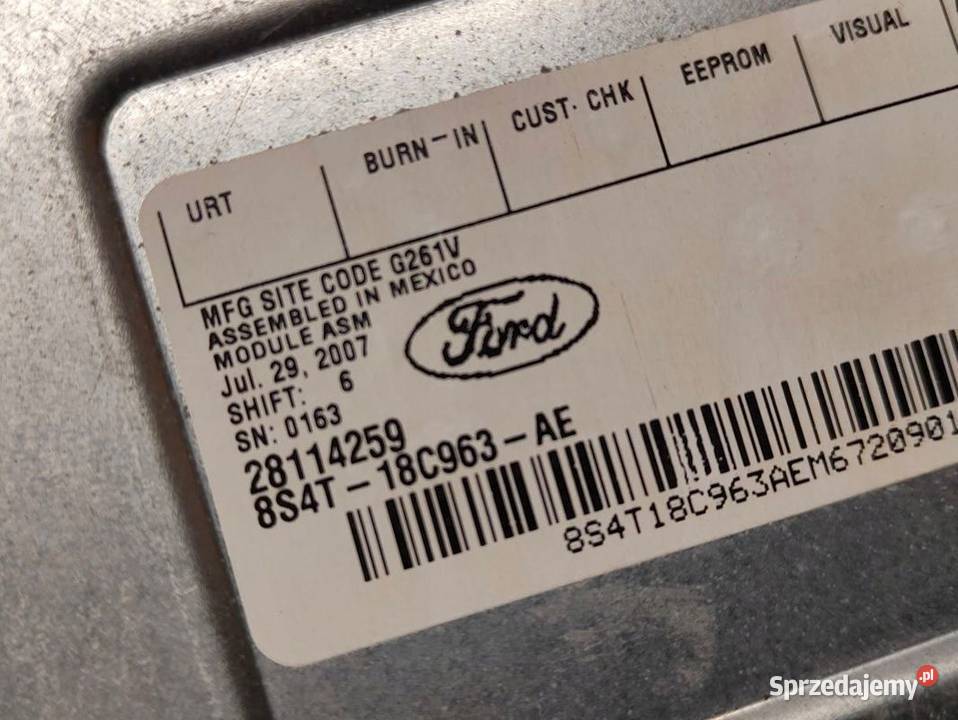 URT BURN-IN CUST. CHK EEPROM VISUAL
MFG SITE CODE G261V
ASSEMBLED IN MEXICO
MODULE ASM
Jul. 29, 2007
SHIFT: 6
SN: 0163
Ford
28114259
8S4T-18C963-AE
8S4T18C963AEM6720901
Sprzedajemy.pl